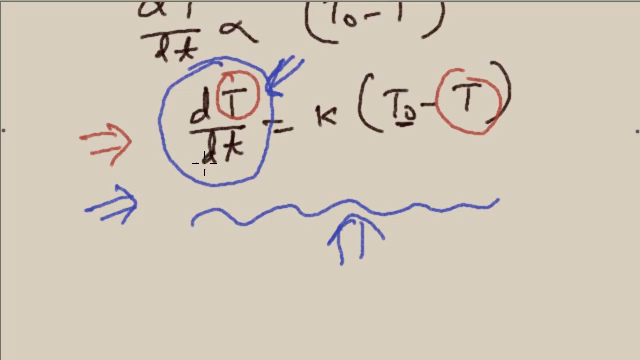 dT/dt ∝ (T₀ - T)
dT/dt = K (T₀ - T)